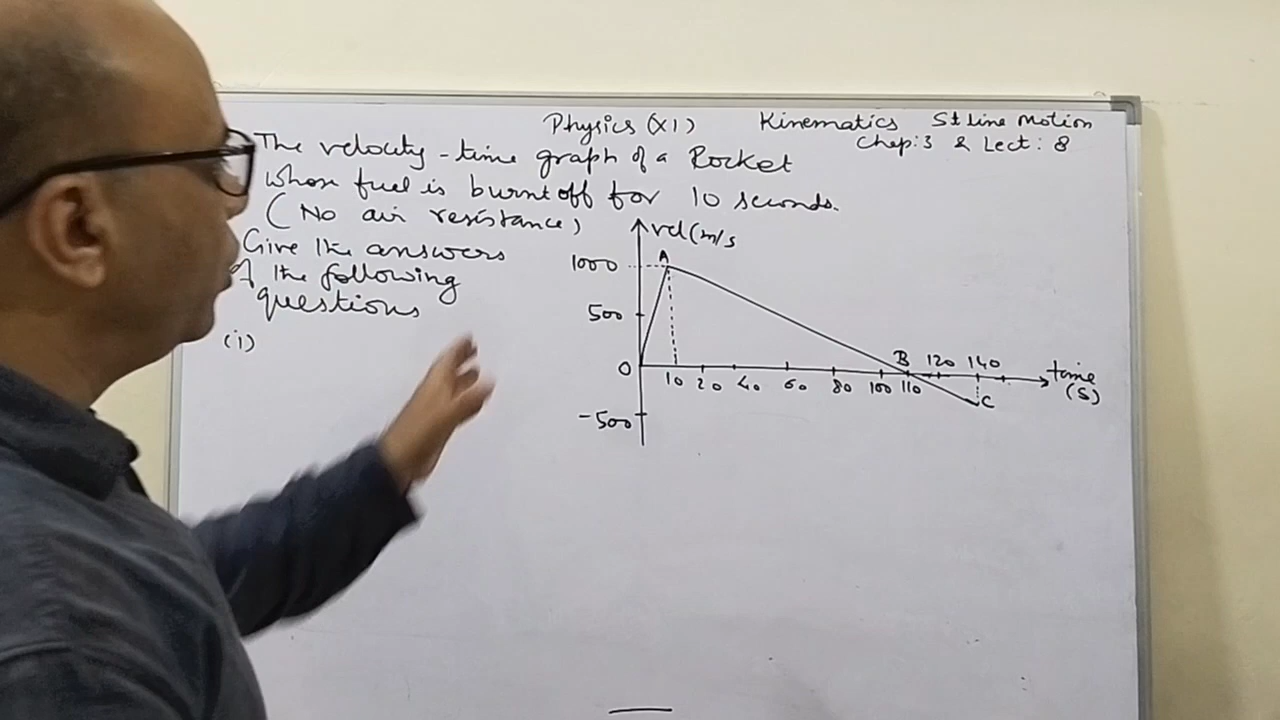 Physics (XI) Kinematics St line Motion
Chep: 3 & Lect: 8
The velocity-time graph of a Rocket
whose fuel is burnt off for 10 seconds.
(No air resistance)
Give the answers
of the following
questions
(i)
vel(m/s
1000 A
500
0
10 20 40 60 80 100 110
B 120 140
time
(S)
C
-500